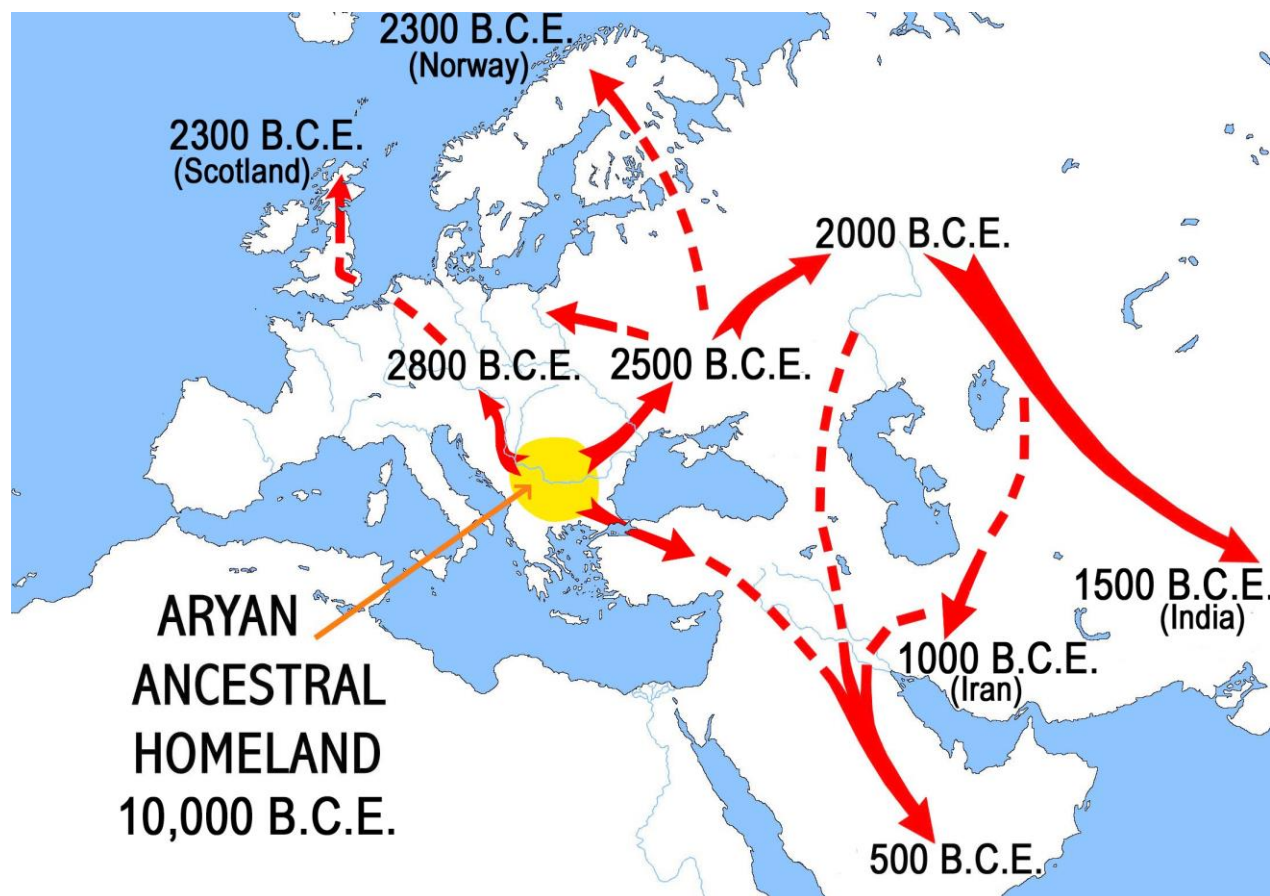 2300 B.C.E.
(Norway)
2300 B.C.E.
(Scotland)
2000 B.C.E.
2800 B.C.E.
2500 B.C.E.
1500 B.C.E.
(India)
ARYAN
ANCESTRAL
HOMELAND
10,000 B.C.E.
1000 B.C.E.
(Iran)
500 B.C.E.